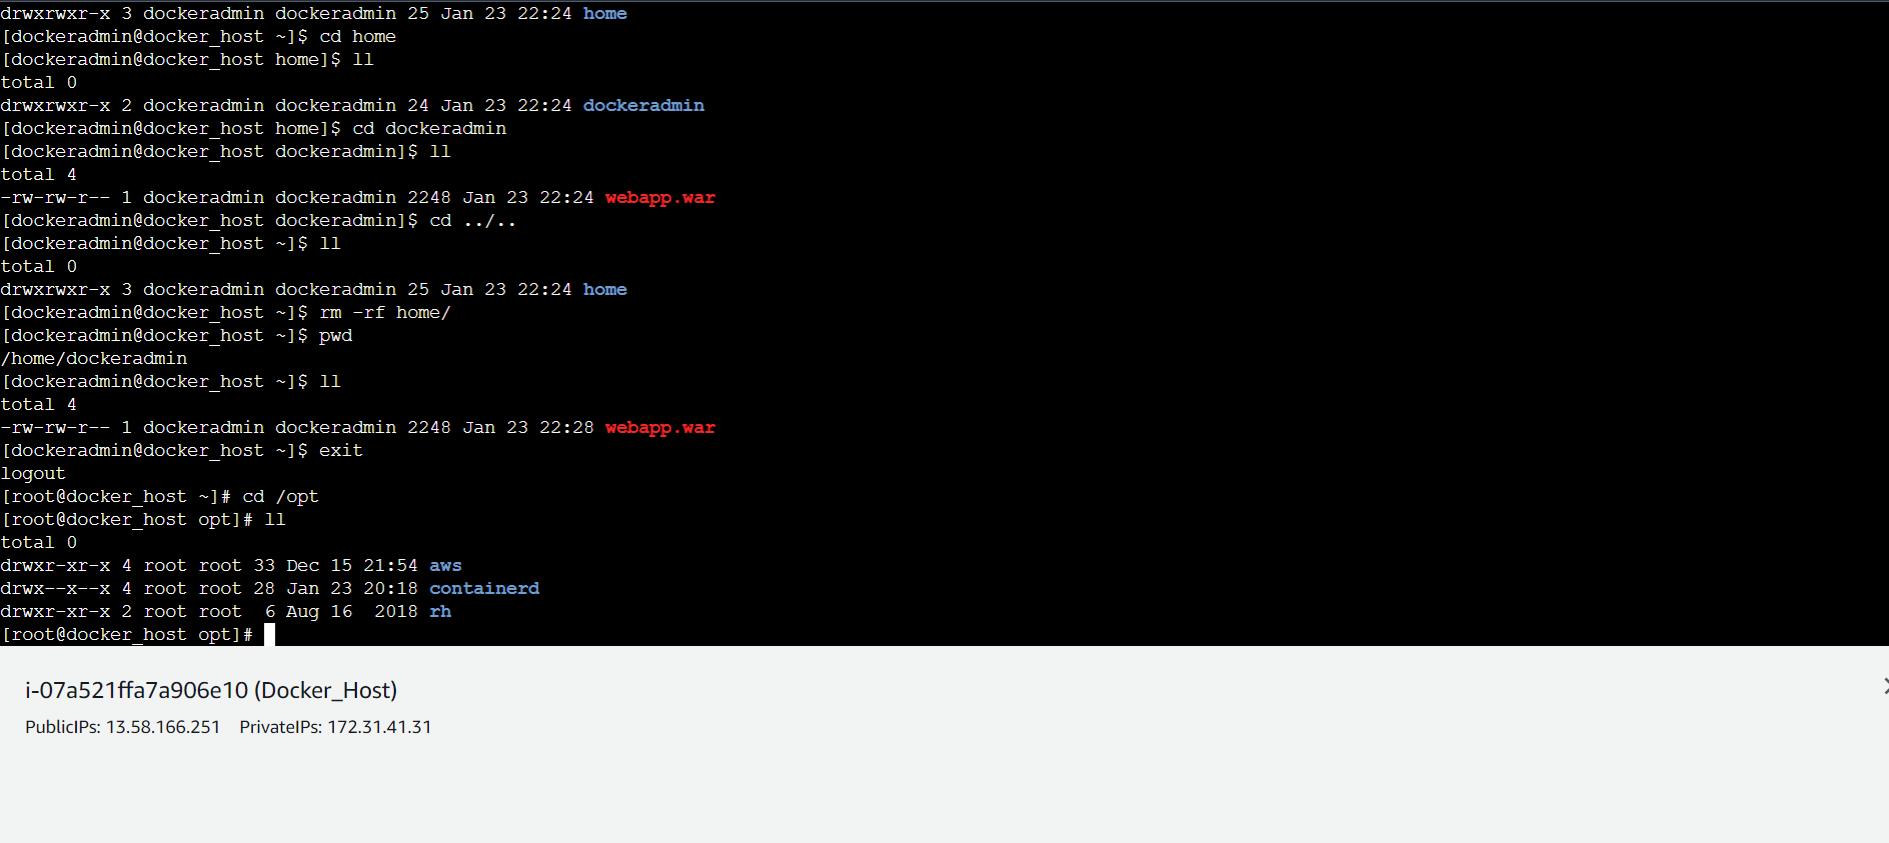 drwxrwxr-x 3 dockeradmin dockeradmin 25 Jan 23 22:24 home
[dockeradmin@docker_host ~]$ cd home
[dockeradmin@docker_host home]$ ll
total 0
drwxrwxr-x 2 dockeradmin dockeradmin 24 Jan 23 22:24 dockeradmin
[dockeradmin@docker_host home]$ cd dockeradmin
[dockeradmin@docker_host dockeradmin]$ ll
total 4
-rw-rw-r-- 1 dockeradmin dockeradmin 2248 Jan 23 22:24 webapp.war
[dockeradmin@docker_host dockeradmin]$ cd ../..
[dockeradmin@docker_host ~]$ ll
total 0
drwxrwxr-x 3 dockeradmin dockeradmin 25 Jan 23 22:24 home
[dockeradmin@docker_host ~]$ rm -rf home/
[dockeradmin@docker_host ~]$ pwd
/home/dockeradmin
[dockeradmin@docker_host ~]$ ll
total 4
-rw-rw-r-- 1 dockeradmin dockeradmin 2248 Jan 23 22:28 webapp.war
[dockeradmin@docker_host ~]$ exit
logout
[root@docker_host ~]# cd /opt
[root@docker_host opt]# ll
total 0
drwxr-xr-x 4 root root 33 Dec 15 21:54 aws
drwx--x--x 4 root root 28 Jan 23 20:18 containerd
drwxr-xr-x 2 root root  6 Aug 16  2018 rh
[root@docker_host opt]#
i-07a521ffa7a906e10 (Docker_Host)
PublicIPs: 13.58.166.251 PrivateIPs: 172.31.41.31